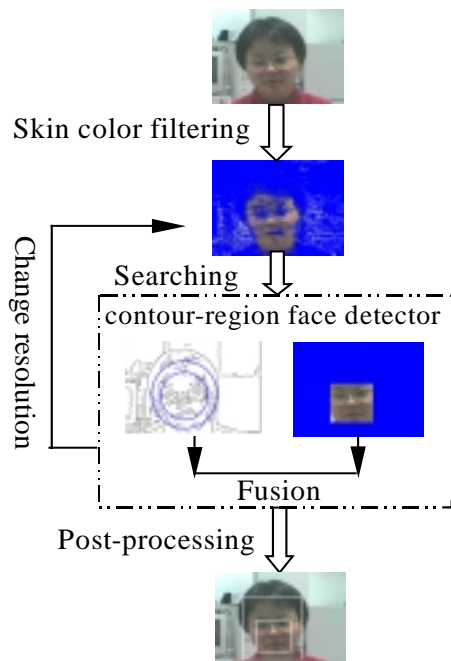 Skin color filtering
Change resolution
Searching
contour-region face detector
Fusion
Post-processing